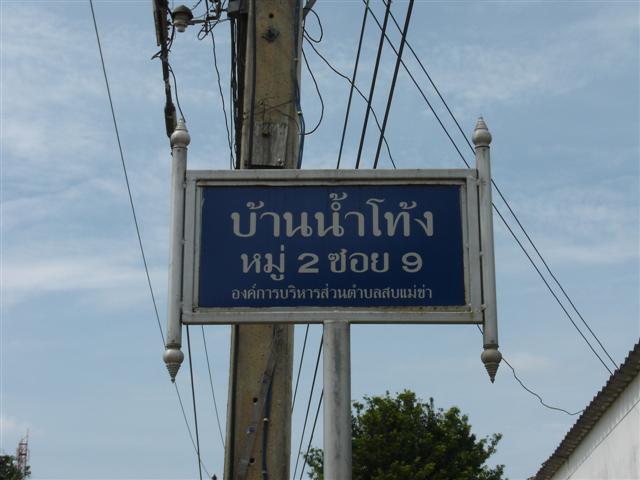 บ้านน้ำโท้ง
หมู่ 2 ซอย 9
องค์การบริหารส่วนตำบลสบแม่ข่า